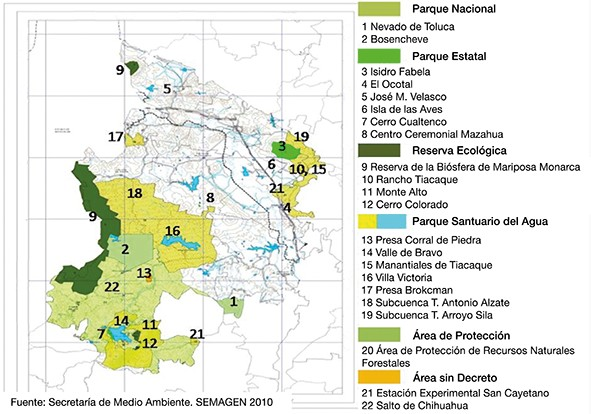 Parque Nacional
1 Nevado de Toluca
2 Bosencheve
Parque Estatal
3 Isidro Fabela
4 El Ocotal
5 José M. Velasco
6 Isla de las Aves
7 Cerro Cualtenco
8 Centro Ceremonial Mazahua
Reserva Ecológica
9 Reserva de la Biósfera de Mariposa Monarca
10 Rancho Tiacaque
11 Monte Alto
12 Cerro Colorado
Parque Santuario del Agua
13 Presa Corral de Piedra
14 Valle de Bravo
15 Manantiales de Tiacaque
16 Villa Victoria
17 Presa Brokman
18 Subcuenca T. Antonio Alzate
19 Subcuenca T. Arroyo Sila
Área de Protección
20 Área de Protección de Recursos Naturales
Forestales
Área sin Decreto
21 Estación Experimental San Cayetano
22 Salto de Chihuahua
9
5
17
19
3
6
10
15
21
4
18
8
9
16
2
13
22
1
14
11
7
12
21
Fuente: Secretaría de Medio Ambiente. SEMAGEN 2010